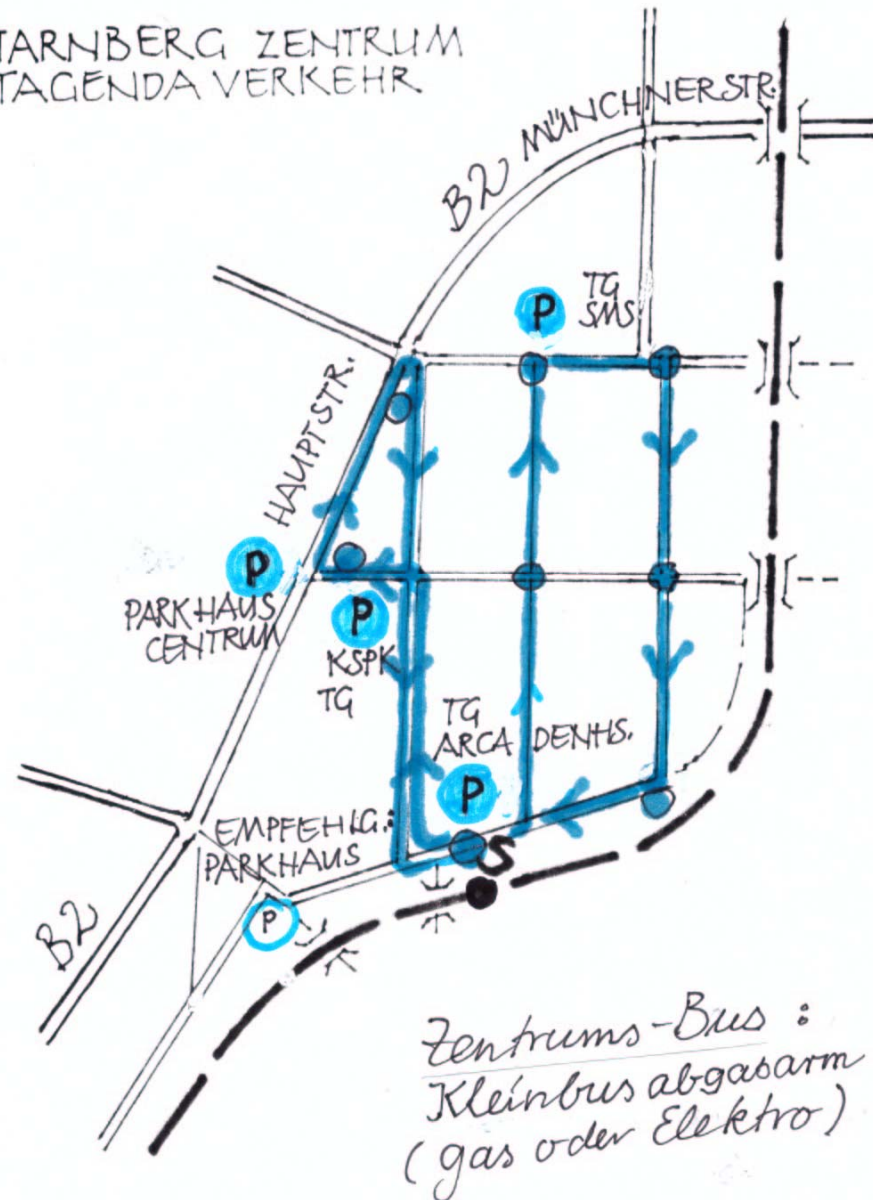 TARNBERG ZENTRUM
TAGENDA VERKEHR
B2 MÜNCHNERSTR.
P
TG
SMS
HAUPTSTR.
P
PARKHAUS
CENTRUM
P
KSPK
TG
TG
ARCADENHS.
P
EMPFEHLG.:
PARKHAUS
S
P
B2
Zentrums-Bus :
Kleinbus abgasarm
(gas oder Elektro)